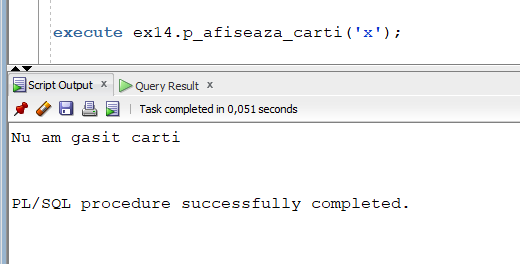 execute ex14.p_afiseaza_carti('x');
Script Output x Query Result x
Task completed in 0,051 seconds
Nu am gasit carti
PL/SQL procedure successfully completed.